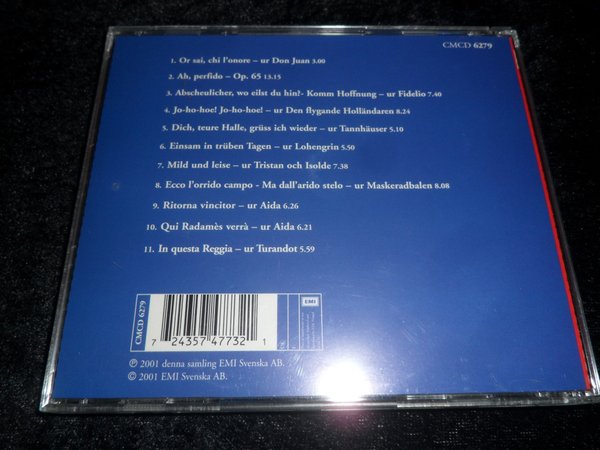 CMCD 6279
1. Or sai, chi l'onore – ur Don Juan 3.00
2. Ah, perfido – Op. 65 13.15
3. Abscheulicher, wo eilst du hin?- Komm Hoffnung – ur Fidelio 7.40
4. Jo-ho-hoe! Jo-ho-hoe! – ur Den flygande Holländaren 8.24
5. Dich, teure Halle, grüss ich wieder – ur Tannhäuser 5.10
6. Einsam in trüben Tagen – ur Lohengrin 5.50
7. Mild und leise – ur Tristan och Isolde 7.38
8. Ecco l'orrido campo - Ma dall'arido stelo – ur Maskeradbalen 8.08
9. Ritorna vincitor – ur Aida 6.26
10. Qui Radamès verrà – ur Aida 6.21
11. In questa Reggia – ur Turandot 5.59
CMCD 6279
7 24357 47732 1
EMI
℗ 2001 denna samling EMI Svenska AB.
© 2001 EMI Svenska AB.